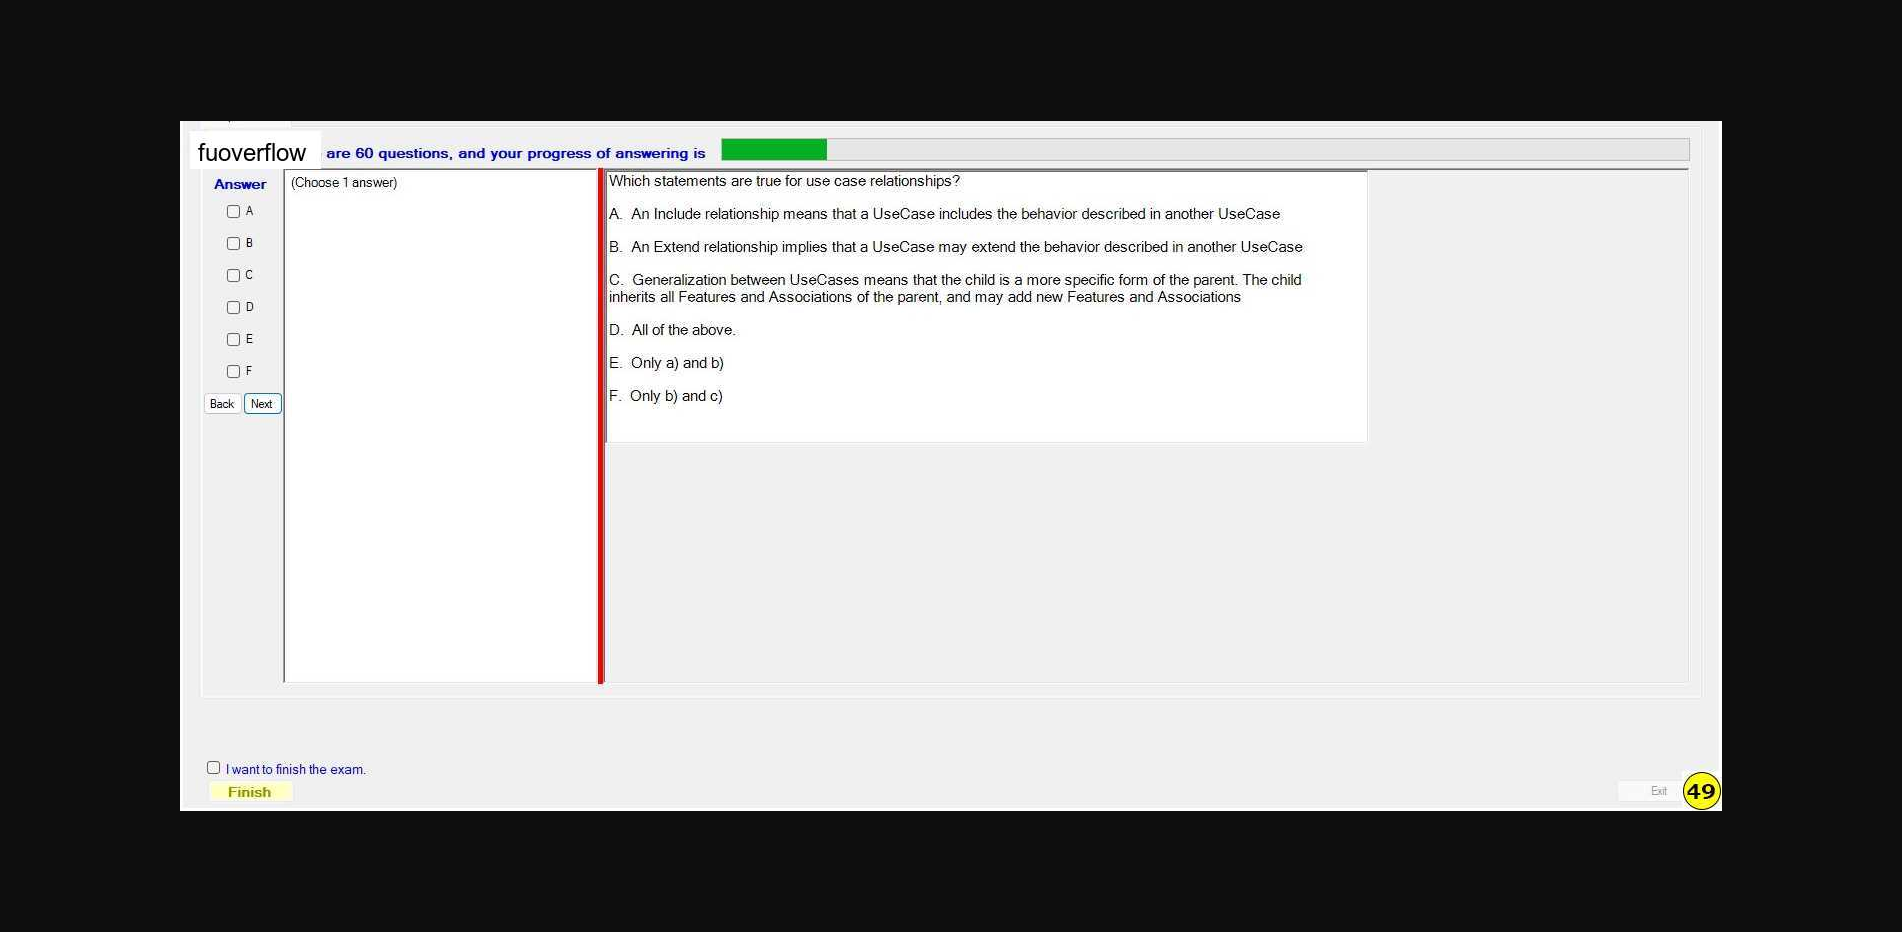 fuoverflow are 60 questions, and your progress of answering is
Answer
(Choose 1 answer)
A
B
C
D
E
F
Back Next
Which statements are true for use case relationships?
A. An Include relationship means that a UseCase includes the behavior described in another UseCase
B. An Extend relationship implies that a UseCase may extend the behavior described in another UseCase
C. Generalization between UseCases means that the child is a more specific form of the parent. The child
inherits all Features and Associations of the parent, and may add new Features and Associations
D. All of the above.
E. Only a) and b)
F. Only b) and c)
I want to finish the exam.
Finish
Exit
49